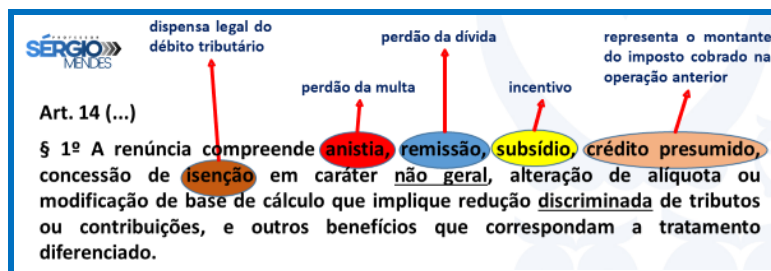 dispensa legal do
débito tributário
PROFESSOR
SÉRGIO
MENDES
perdão da multa
perdão da dívida
incentivo
representa o montante
do imposto cobrado na
operação anterior
Art. 14 (...)
§ 1º A renúncia compreende anistia, remissão, subsídio, crédito presumido,
concessão de isenção em caráter não geral, alteração de alíquota ou
modificação de base de cálculo que implique redução discriminada de tributos
ou contribuições, e outros benefícios que correspondam a tratamento
diferenciado.